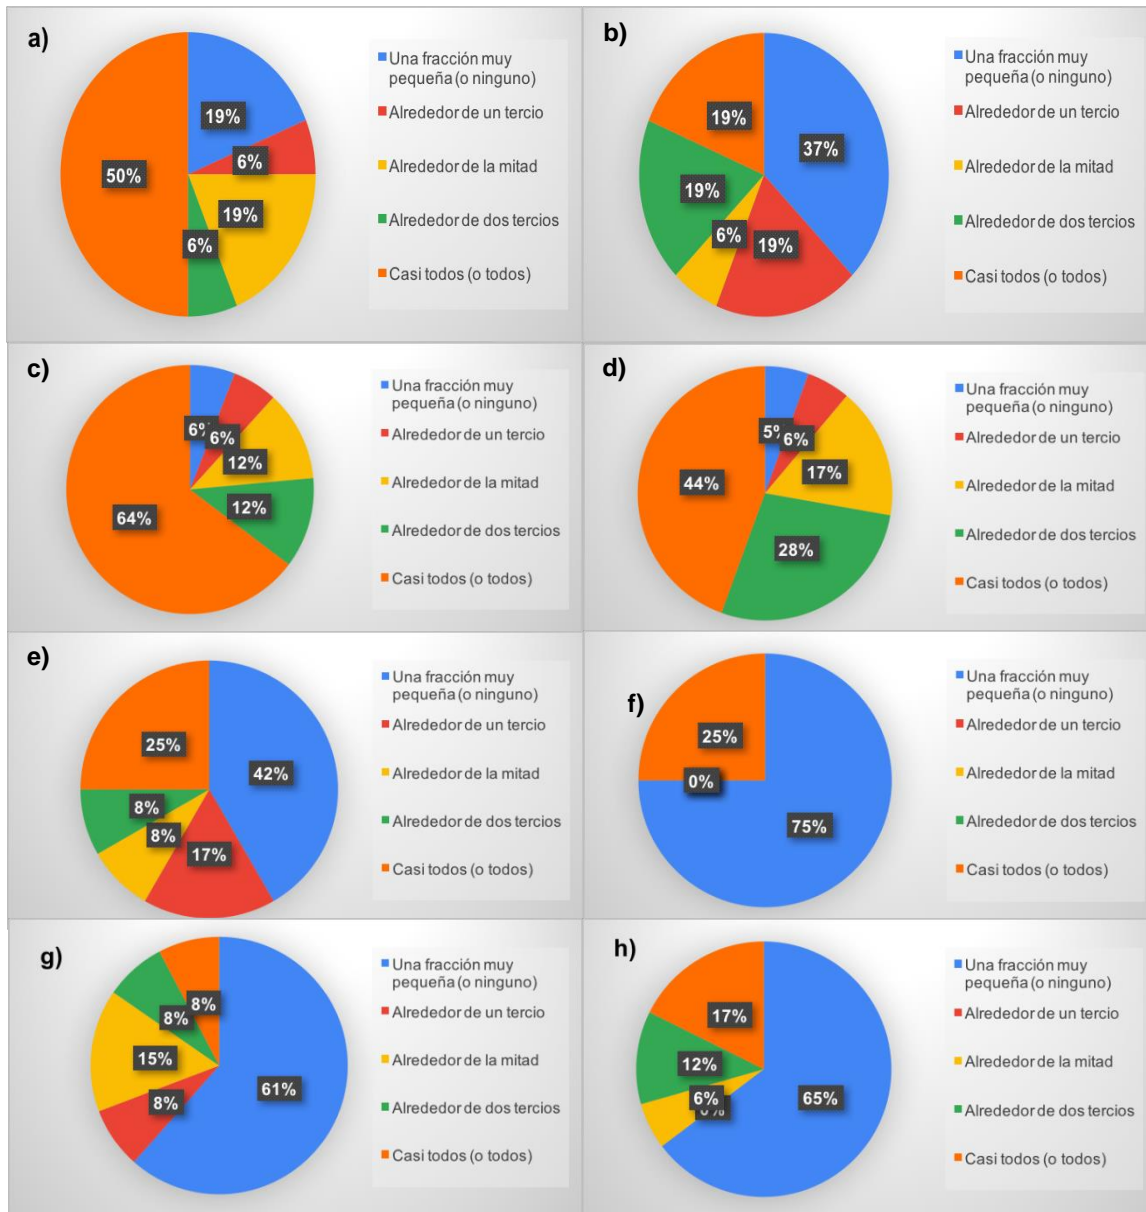 a)
19%
6%
19%
6%
50%
Una fracción muy
pequeña (o ninguno)
Alrededor de un tercio
Alrededor de la mitad
Alrededor de dos tercios
Casi todos (o todos)
b)
37%
19%
6%
19%
19%
Una fracción muy
pequeña (o ninguno)
Alrededor de un tercio
Alrededor de la mitad
Alrededor de dos tercios
Casi todos (o todos)
c)
6%
6%
12%
12%
64%
Una fracción muy
pequeña (o ninguno)
Alrededor de un tercio
Alrededor de la mitad
Alrededor de dos tercios
Casi todos (o todos)
d)
5%
6%
17%
28%
44%
Una fracción muy
pequeña (o ninguno)
Alrededor de un tercio
Alrededor de la mitad
Alrededor de dos tercios
Casi todos (o todos)
e)
42%
17%
8%
8%
25%
Una fracción muy
pequeña (o ninguno)
Alrededor de un tercio
Alrededor de la mitad
Alrededor de dos tercios
Casi todos (o todos)
f)
75%
0%
25%
Una fracción muy
pequeña (o ninguno)
Alrededor de un tercio
Alrededor de la mitad
Alrededor de dos tercios
Casi todos (o todos)
g)
61%
8%
15%
8%
8%
Una fracción muy
pequeña (o ninguno)
Alrededor de un tercio
Alrededor de la mitad
Alrededor de dos tercios
Casi todos (o todos)
h)
65%
6%
12%
17%
Una fracción muy
pequeña (o ninguno)
Alrededor de un tercio
Alrededor de la mitad
Alrededor de dos tercios
Casi todos (o todos)